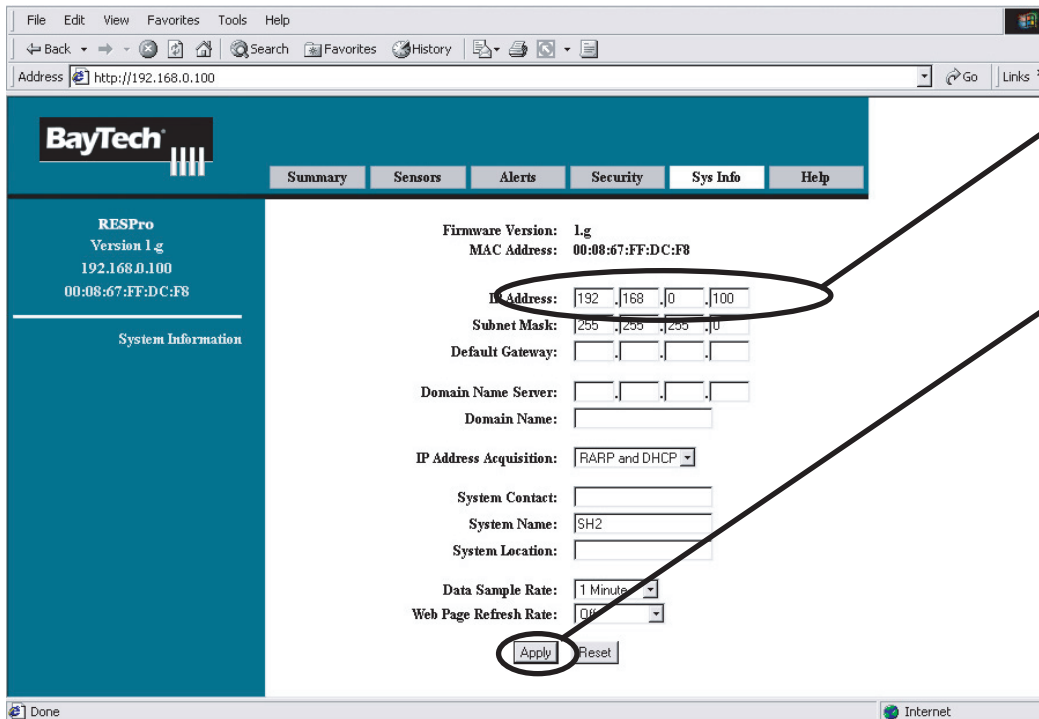 File Edit View Favorites Tools Help
Back Search Favorites History
Address http://192.168.0.100 Go Links
BayTech
Summary Sensors Alerts Security Sys Info Help
RESPro
Version 1.g
192.168.0.100
00:08:67:FF:DC:F8
System Information
Firmware Version: 1.g
MAC Address: 00:08:67:FF:DC:F8
IP Address: 192 .168 .0 .100
Subnet Mask: 255 .255 .255 .0
Default Gateway: . . .
Domain Name Server: . . .
Domain Name:
IP Address Acquisition: RARP and DHCP
System Contact:
System Name: SH2
System Location:
Data Sample Rate: 1 Minute
Web Page Refresh Rate: Off
Apply Reset
Done Internet